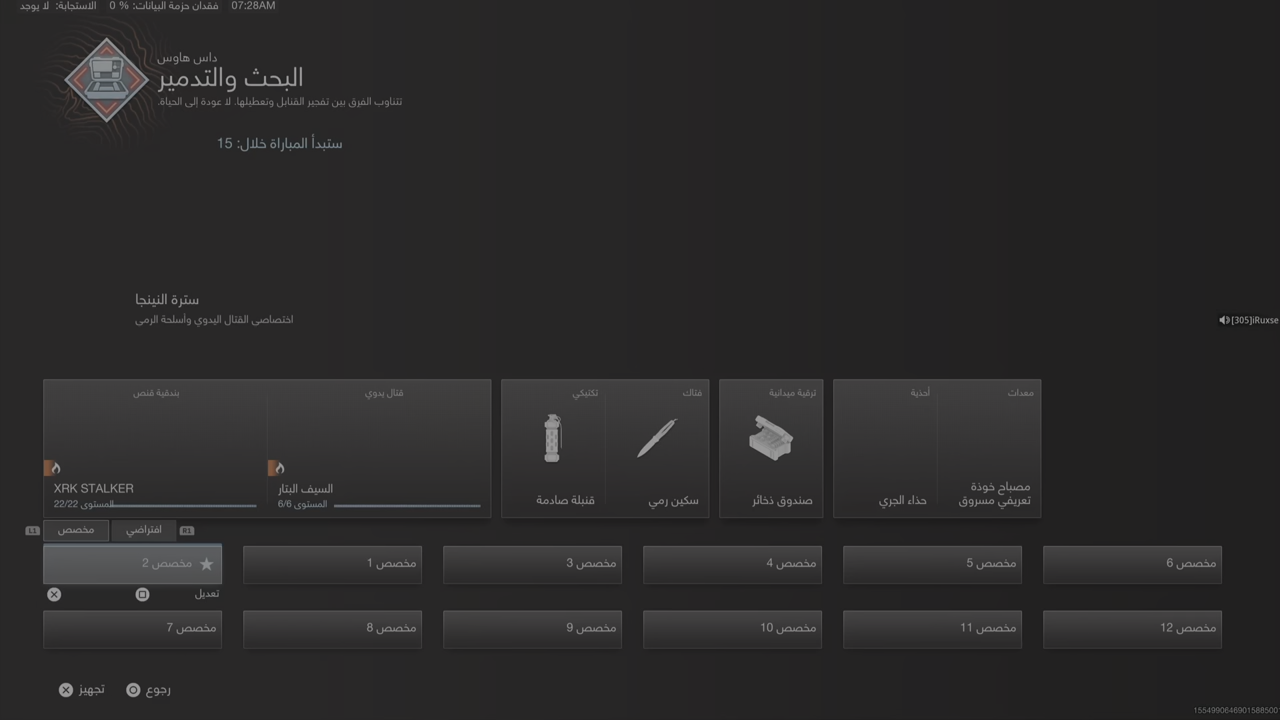 07:28AM فقدان حزمة البيانات: % 0 الاستجابة: لا يوجد
داس هاوس
البحث والتدمير
تتناوب الفرق بين تفجير القنابل وتعطيلها. لا عودة إلى الحياة.
ستبدأ المباراة خلال: 15
سترة النينجا
اختصاصي القتال اليدوي وأسلحة الرمي
[305]iRuxse
بندقية قنص
XRK STALKER
المستوى 22/22
قتال يدوي
السيف البتار
المستوى 6/6
تكتيكي
قنبلة صادمة
فتاك
سكين رمي
ترقية ميدانية
صندوق ذخائر
أحذية
حذاء الجري
معدات
مصباح خوذة
تعريفي مسروق
L1 مخصص افتراضي R1
مخصص 2
مخصص 1
مخصص 3
مخصص 4
مخصص 5
مخصص 6
تعديل
مخصص 7
مخصص 8
مخصص 9
مخصص 10
مخصص 11
مخصص 12
تجهيز
رجوع
1554990646901588500